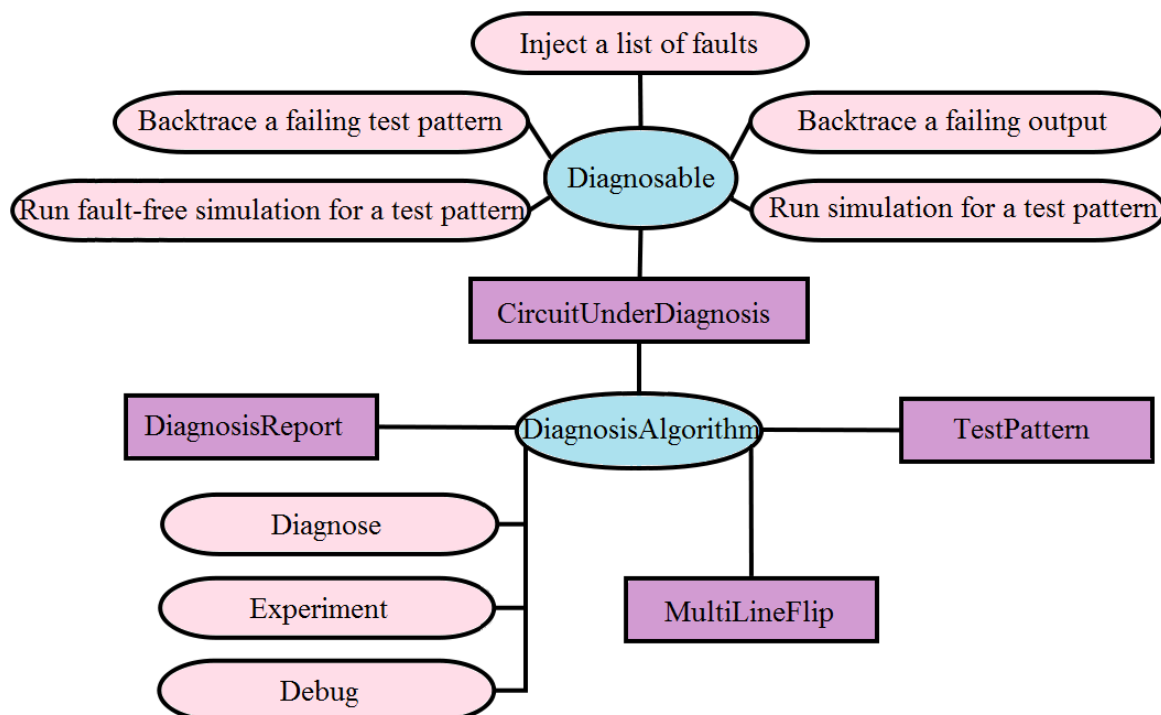 Inject a list of faults
Backtrace a failing test pattern
Backtrace a failing output
Diagnosable
Run fault-free simulation for a test pattern
Run simulation for a test pattern
CircuitUnderDiagnosis
DiagnosisReport
DiagnosisAlgorithm
TestPattern
Diagnose
Experiment
MultiLineFlip
Debug